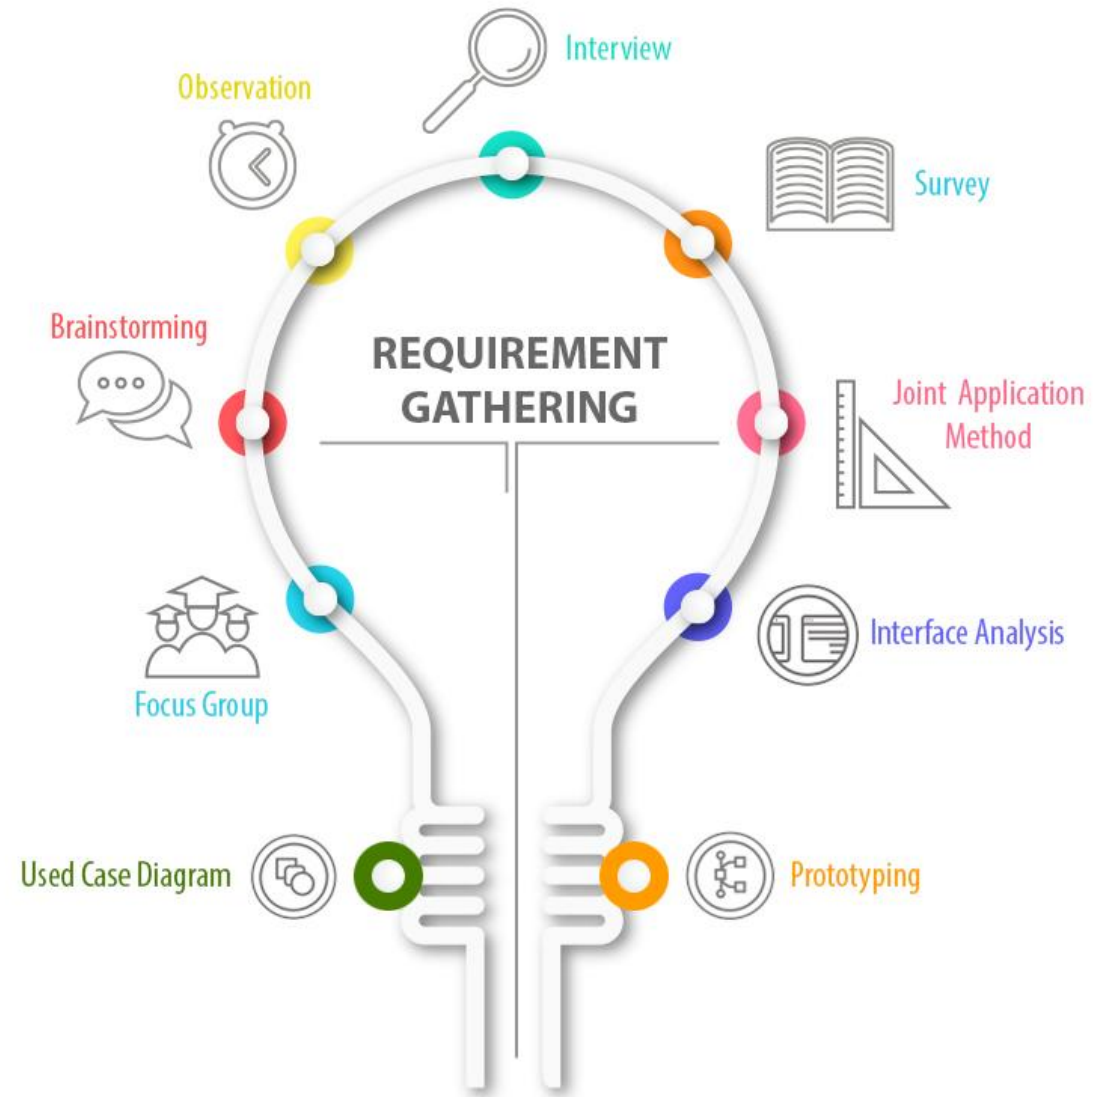 Interview
Observation
Survey
Brainstorming
REQUIREMENT
GATHERING
Joint Application
Method
Interface Analysis
Focus Group
Used Case Diagram
Prototyping